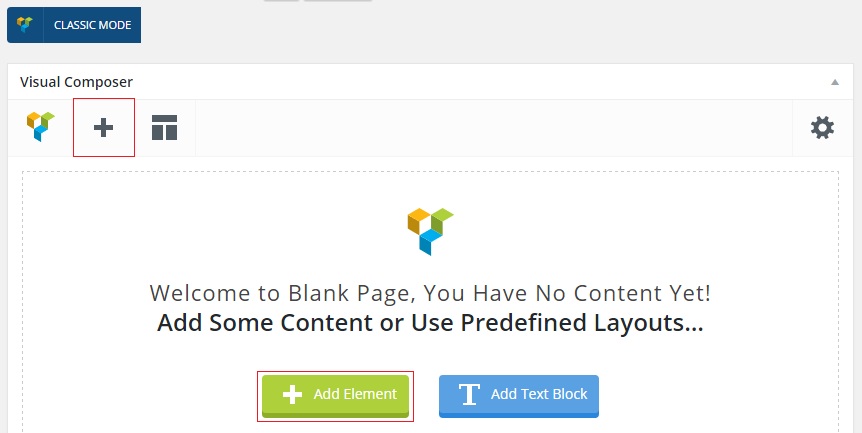 CLASSIC MODE
Visual Composer
Welcome to Blank Page, You Have No Content Yet!
Add Some Content or Use Predefined Layouts...
Add Element
Add Text Block